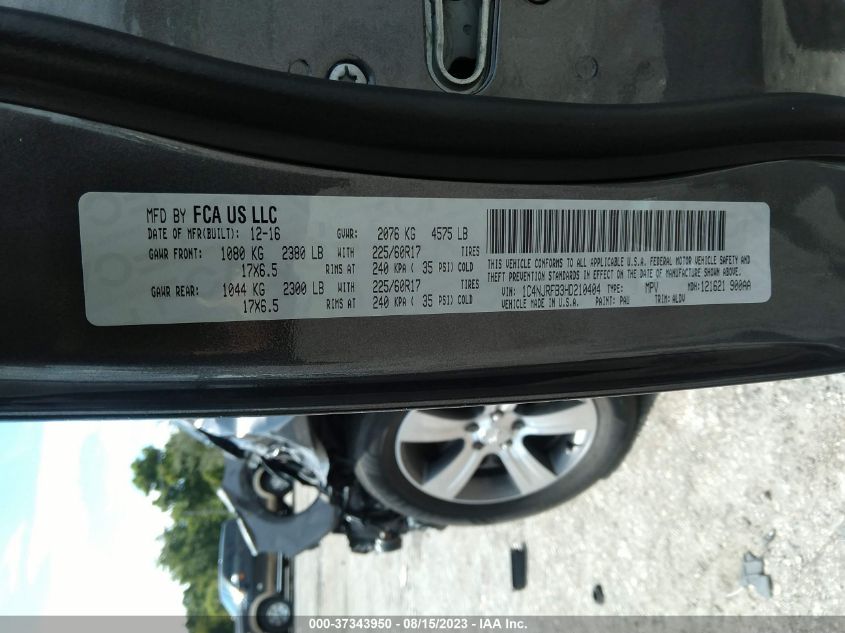 MFD BY FCA US LLC
DATE OF MFR(BUILT): 12-16 GVWR: 2076 KG 4575 LB
GAWR FRONT: 1080 KG 2380 LB WITH 225/60R17 TIRES
17X6.5 RIMS AT 240 KPA ( 35 PSI) COLD
GAWR REAR: 1044 KG 2300 LB WITH 225/60R17 TIRES
17X6.5 RIMS AT 240 KPA ( 35 PSI) COLD
THIS VEHICLE CONFORMS TO ALL APPLICABLE U.S.A. FEDERAL MOTOR VEHICLE SAFETY AND
THEFT PREVENTION STANDARDS IN EFFECT ON THE DATE OF MANUFACTURE SHOWN ABOVE.
VIN: 1C4NJRFB3HD210404 TYPE: MPV MDH: 121621 900AA
VEHICLE MADE IN U.S.A. PAINT: PAU TRIM: ALDV
000-37343950 - 08/15/2023 - IAA Inc.